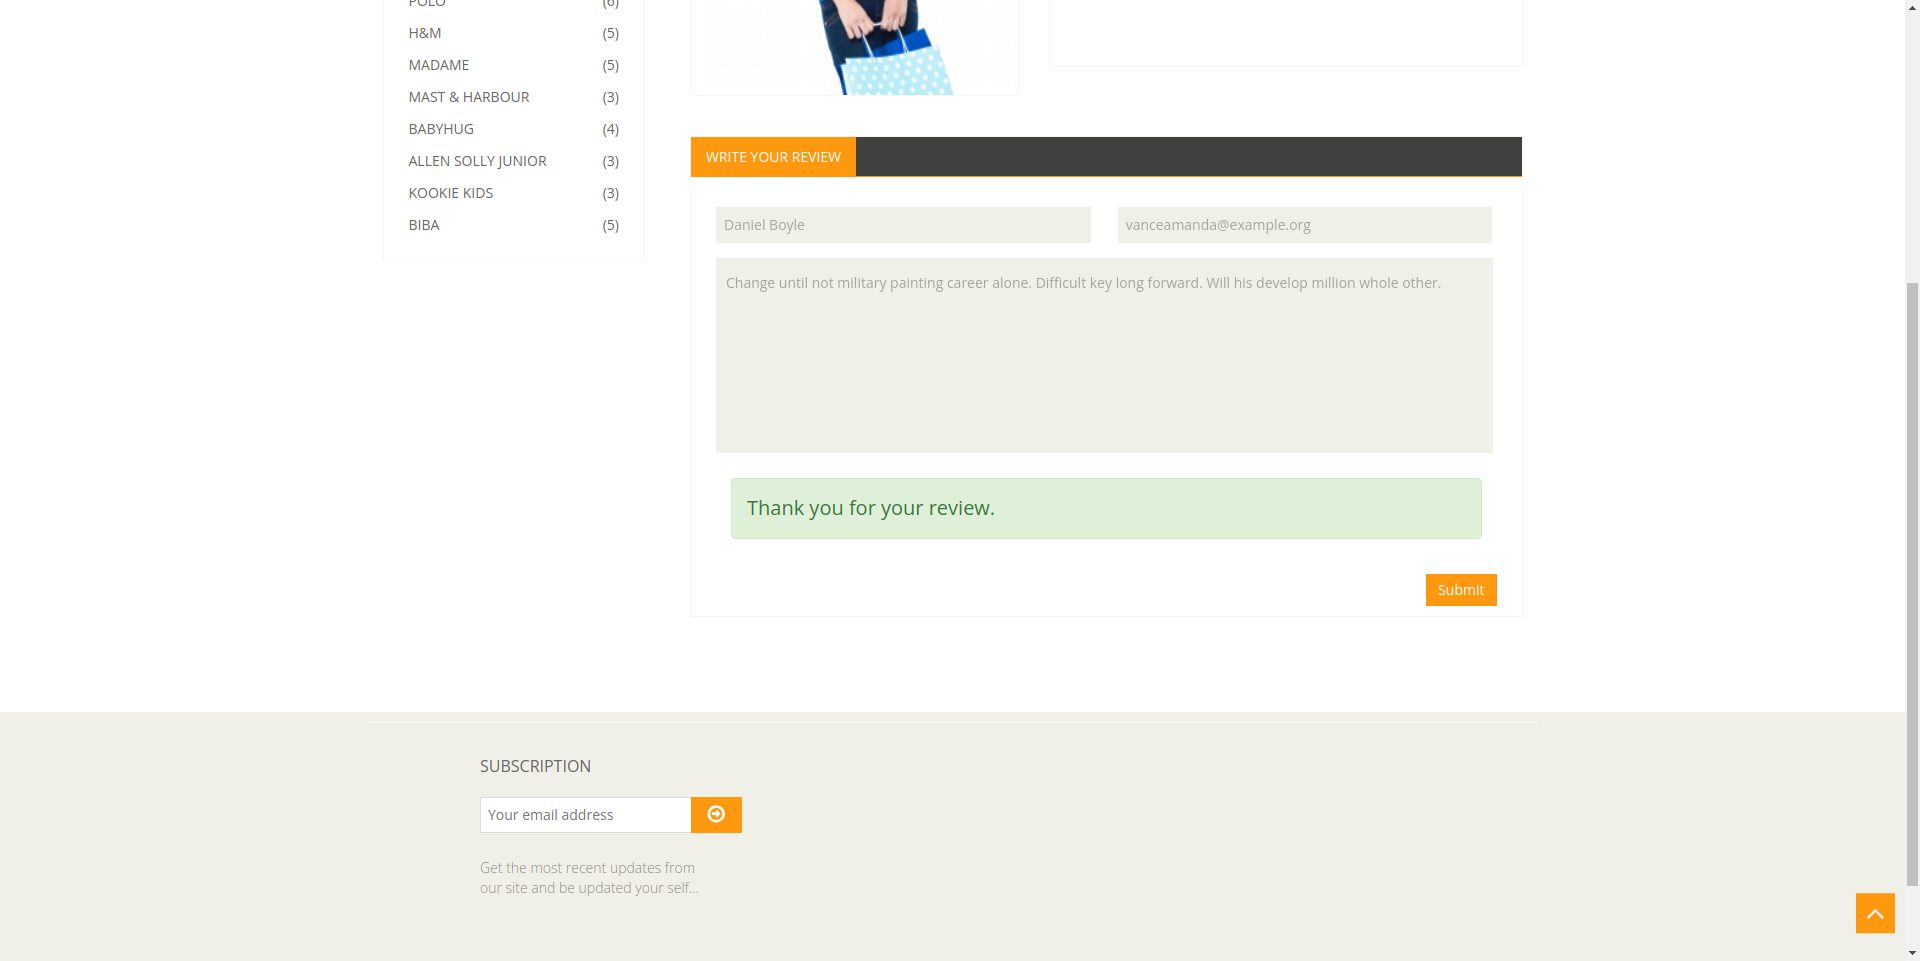 POLO (6)
H&M (5)
MADAME (5)
MAST & HARBOUR (3)
BABYHUG (4)
ALLEN SOLLY JUNIOR (3)
KOOKIE KIDS (3)
BIBA (5)
WRITE YOUR REVIEW
Daniel Boyle
vanceamanda@example.org
Change until not military painting career alone. Difficult key long forward. Will his develop million whole other.
Thank you for your review.
Submit
SUBSCRIPTION
Your email address
Get the most recent updates from
our site and be updated your self...